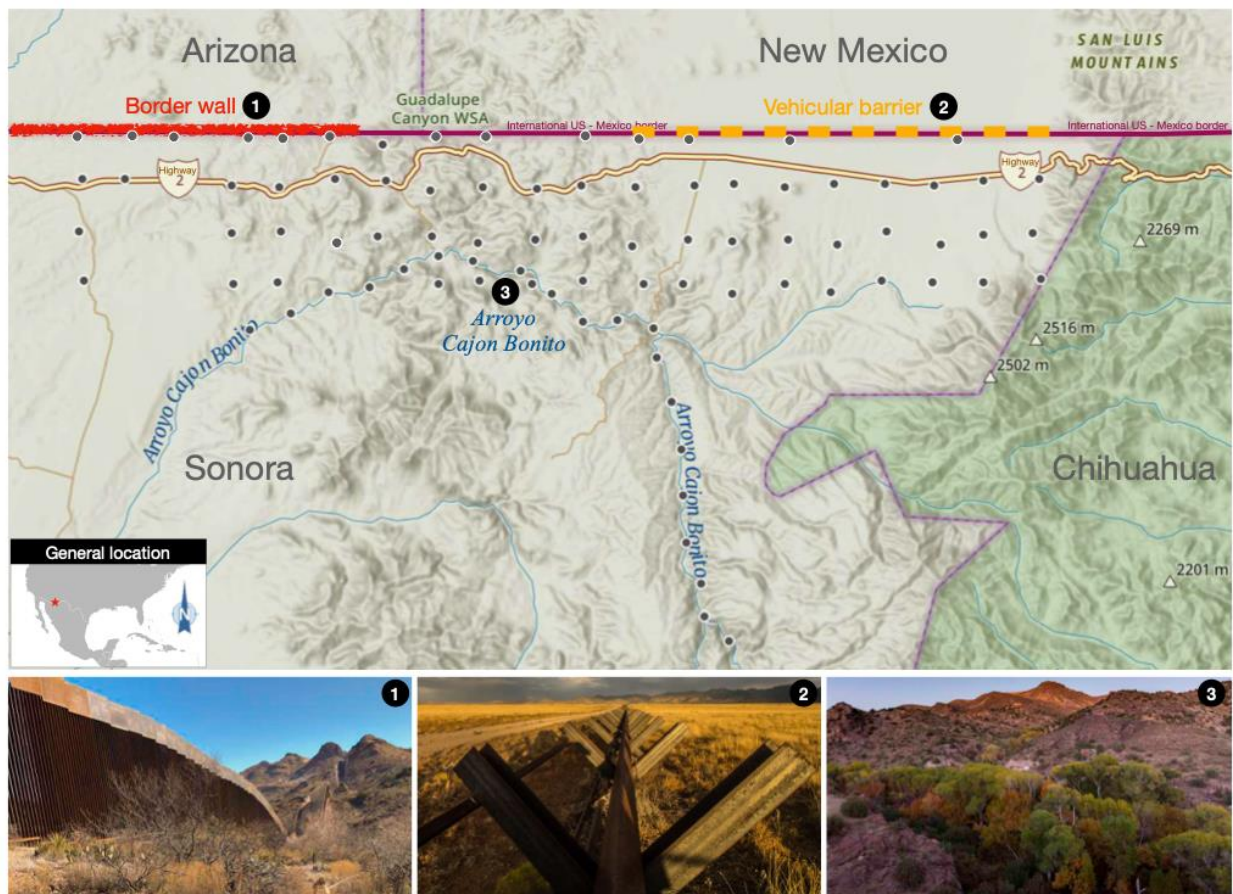 Arizona
New Mexico
SAN LUIS
MOUNTAINS
Border wall 1
Guadalupe
Canyon WSA
Vehicular barrier 2
International US - Mexico border
International US - Mexico border
Highway
2
Highway
2
2269 m
3
Arroyo
Cajon Bonito
Arroyo Cajon Bonito
2516 m
2502 m
Arroyo Cajon Bonito
Sonora
Chihuahua
General location
N
2201 m
1
2
3